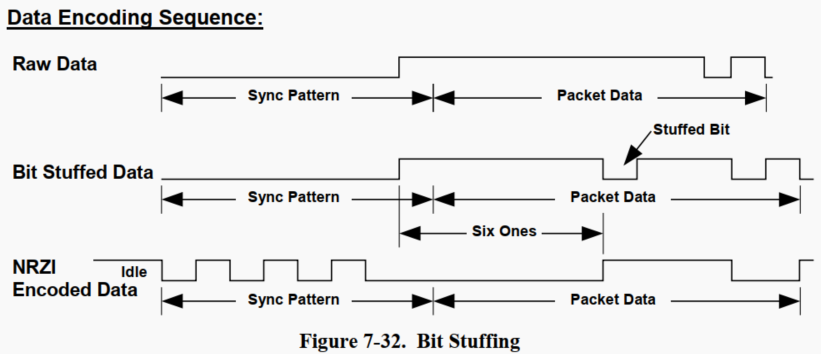 Data Encoding Sequence:
Raw Data
Sync Pattern Packet Data
Stuffed Bit
Bit Stuffed Data
Sync Pattern Packet Data
Six Ones
NRZI Idle
Encoded Data
Sync Pattern Packet Data
Figure 7-32. Bit Stuffing